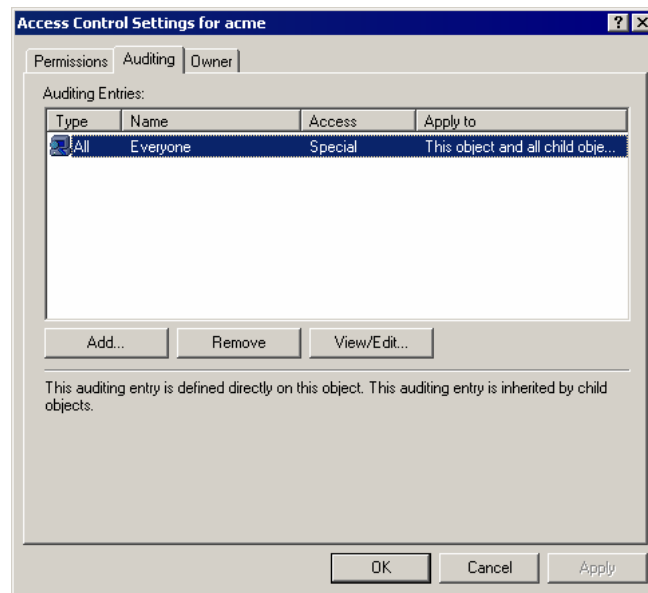 Access Control Settings for acme
Permissions Auditing Owner
Auditing Entries:
Type Name Access Apply to
All Everyone Special This object and all child obje...
Add... Remove View/Edit...
This auditing entry is defined directly on this object. This auditing entry is inherited by child
objects.
OK Cancel Apply